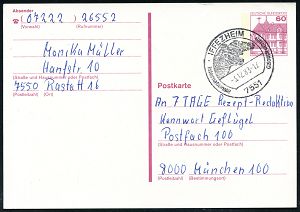 Absender
(07222) 26552
(Vorwahl) (Rufnummer)
Monika Müller
Hanfstr 10
(Straße und Hausnummer oder Postfach)
7550 Rastatt 16
(Postleitzahl) (Ort)
DEUTSCHE BUNDESPOST
60
IFFEZHEIM
7551
Postkarte
An 7 TAGE Rezept-Redaktion
Kennwort Geflügel
Postfach 100
(Straße und Hausnummer oder Postfach)
8000 München 100
(Postleitzahl) (Bestimmungsort)